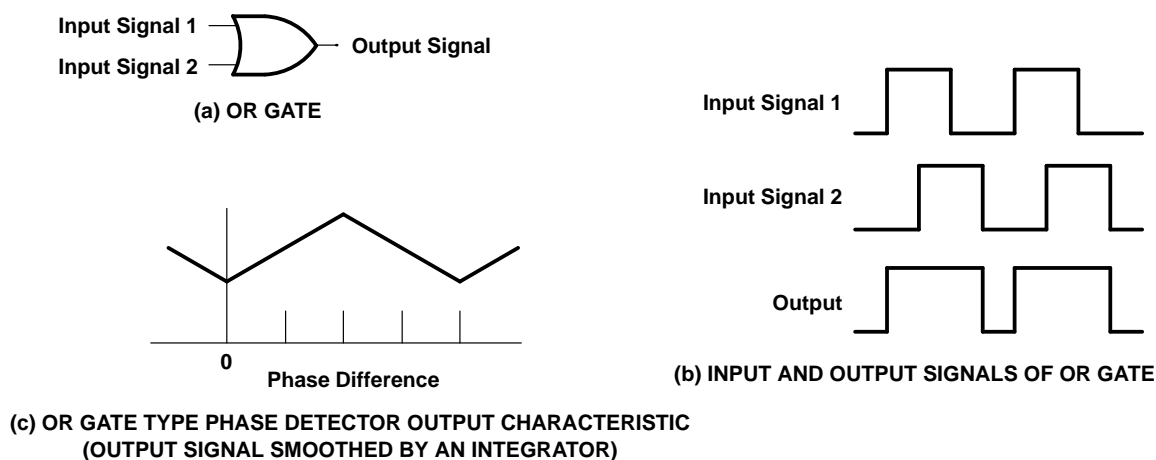 Input Signal 1
Input Signal 2
Output Signal
(a) OR GATE
Input Signal 1
Input Signal 2
Output
(b) INPUT AND OUTPUT SIGNALS OF OR GATE
0
Phase Difference
(c) OR GATE TYPE PHASE DETECTOR OUTPUT CHARACTERISTIC
(OUTPUT SIGNAL SMOOTHED BY AN INTEGRATOR)